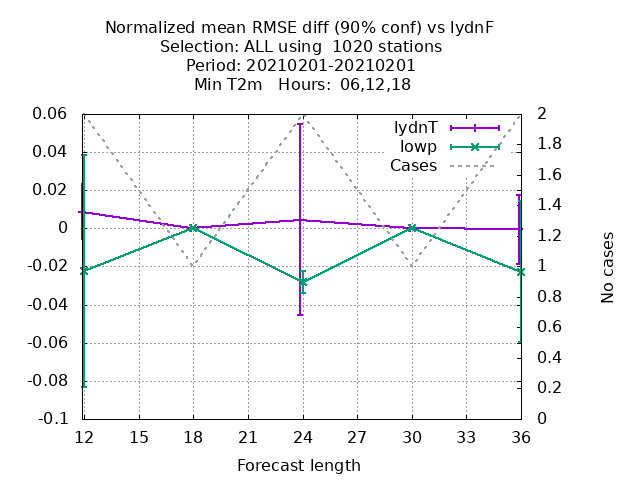 Normalized mean RMSE diff (90% conf) vs lydnF
Selection: ALL using  1020 stations
Period: 20210201-20210201
Min T2m   Hours:  06,12,18
0.06
0.04
0.02
0
-0.02
-0.04
-0.06
-0.08
-0.1
lydnT
lowp
Cases
2
1.8
1.6
1.4
1.2
1
0.8
0.6
0.4
0.2
0
No cases
12 15 18 21 24 27 30 33 36
Forecast length